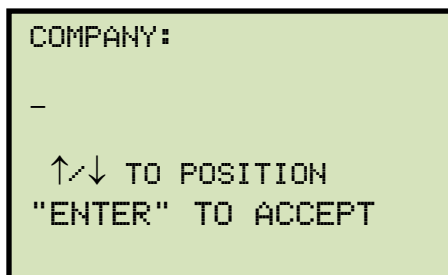 COMPANY:
_
↑/↓ TO POSITION
"ENTER" TO ACCEPT